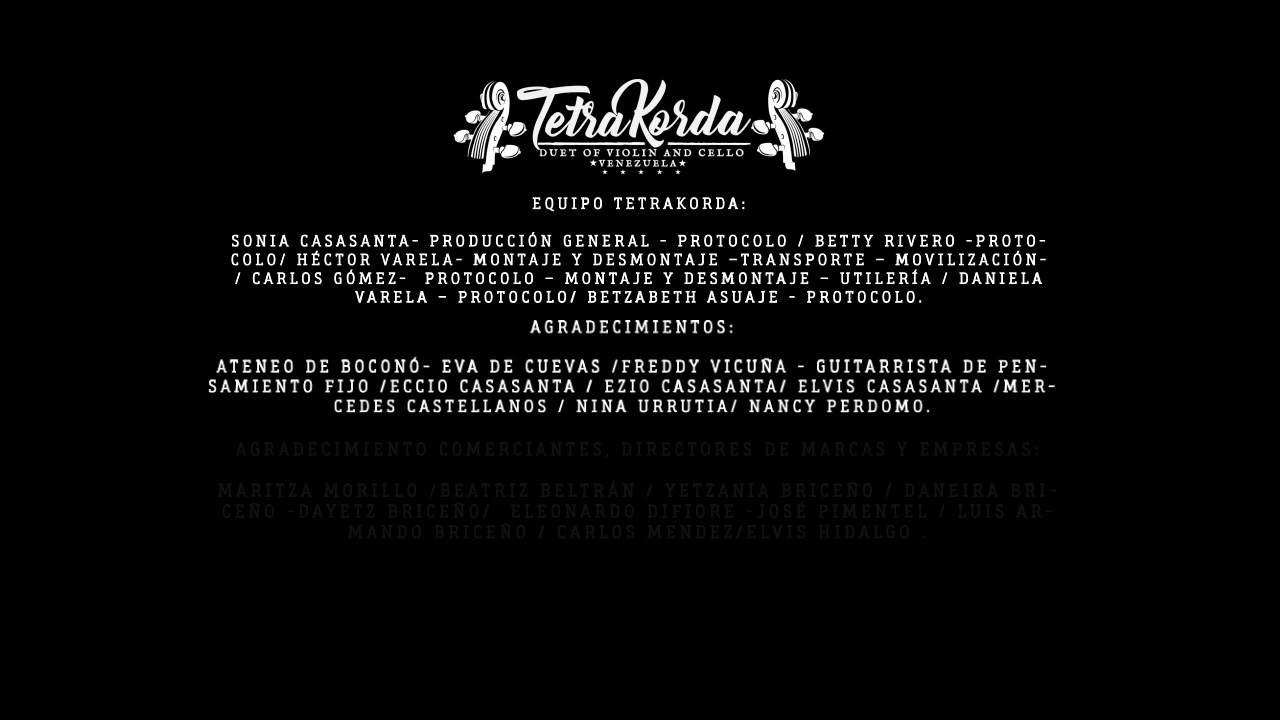 TetraKorda
DUET OF VIOLIN AND CELLO
★VENEZUELA★
★ ★ ★ ★ ★
EQUIPO TETRAKORDA:
SONIA CASASANTA- PRODUCCIÓN GENERAL - PROTOCOLO / BETTY RIVERO -PROTO-
COLO/ HÉCTOR VARELA- MONTAJE Y DESMONTAJE –TRANSPORTE – MOVILIZACIÓN-
/ CARLOS GÓMEZ- PROTOCOLO – MONTAJE Y DESMONTAJE – UTILERÍA / DANIELA
VARELA – PROTOCOLO/ BETZABETH ASUAJE - PROTOCOLO.
AGRADECIMIENTOS:
ATENEO DE BOCONÓ- EVA DE CUEVAS /FREDDY VICUÑA - GUITARRISTA DE PEN-
SAMIENTO FIJO /ECCIO CASASANTA / EZIO CASASANTA/ ELVIS CASASANTA /MER-
CEDES CASTELLANOS / NINA URRUTIA/ NANCY PERDOMO.
AGRADECIMIENTO COMERCIANTES, DIRECTORES DE MARCAS Y EMPRESAS:
MARITZA MORILLO /BEATRIZ BELTRÁN / YETZANIA BRICEÑO / DANEIRA BRI-
CEÑO -DAYETZ BRICEÑO/ ELEONARDO DIFIORE -JOSÉ PIMENTEL / LUIS AR-
MANDO BRICEÑO / CARLOS MENDEZ/ELVIS HIDALGO .